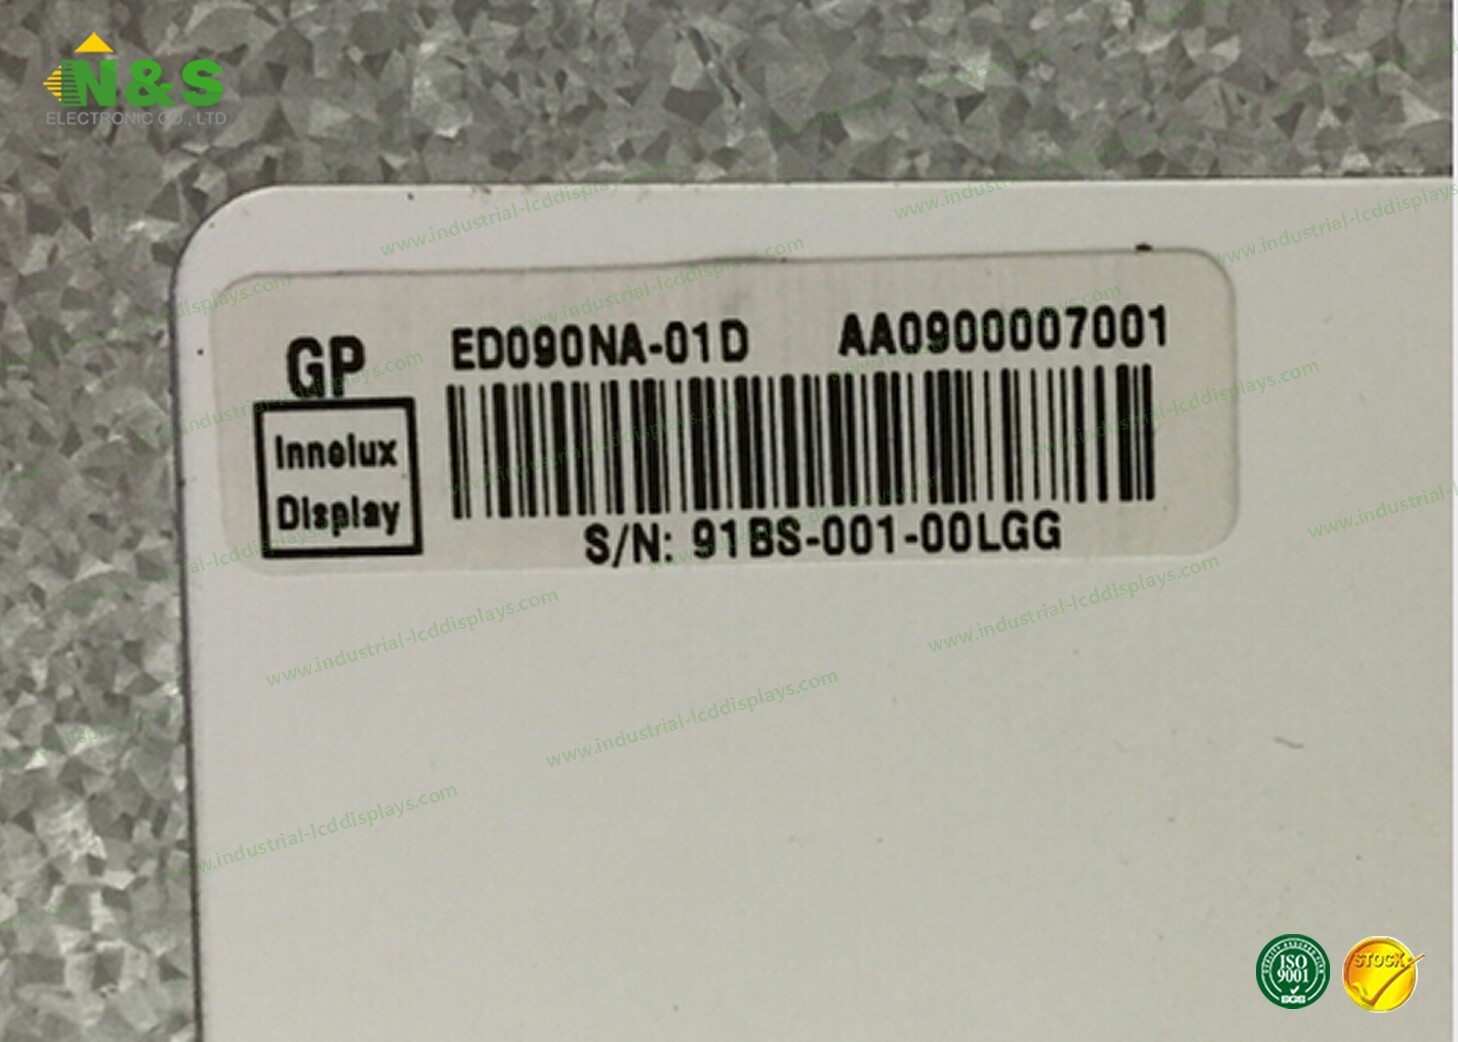 N&S
ELECTRONIC CO., LTD
GP
ED090NA-01D AA0900007001
Innolux
Display
S/N: 91BS-001-00LGG
www.industrial-lcddisplays.com
ISO
9001
SGS
STOCK